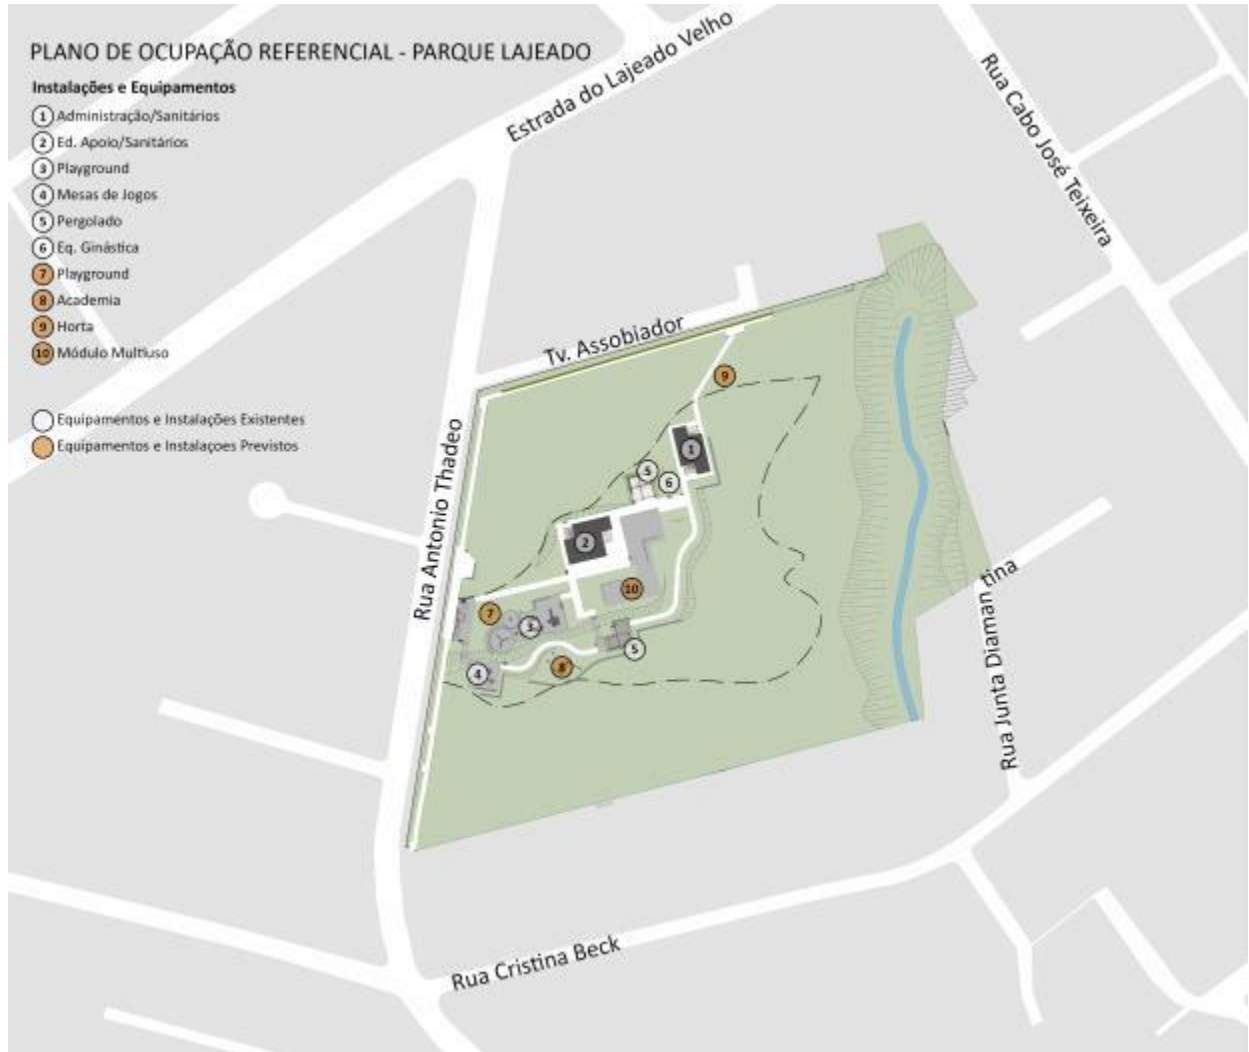 PLANO DE OCUPAÇÃO REFERENCIAL - PARQUE LAJEADO
Instalações e Equipamentos
1 Administração/Sanitários
2 Ed. Apoio/Sanitários
3 Playground
4 Mesas de Jogos
5 Pergolado
6 Eq. Ginástica
7 Playground
8 Academia
9 Horta
10 Módulo Multiuso
Equipamentos e Instalações Existentes
Equipamentos e Instalaçoes Previstos
Estrada do Lajeado Velho
Rua Cabo José Teixeira
Tv. Assobiador
Rua Antonio Thadeo
9
1
5
6
2
10
7
3
5
8
4
Rua Junta Diamantina
Rua Cristina Beck